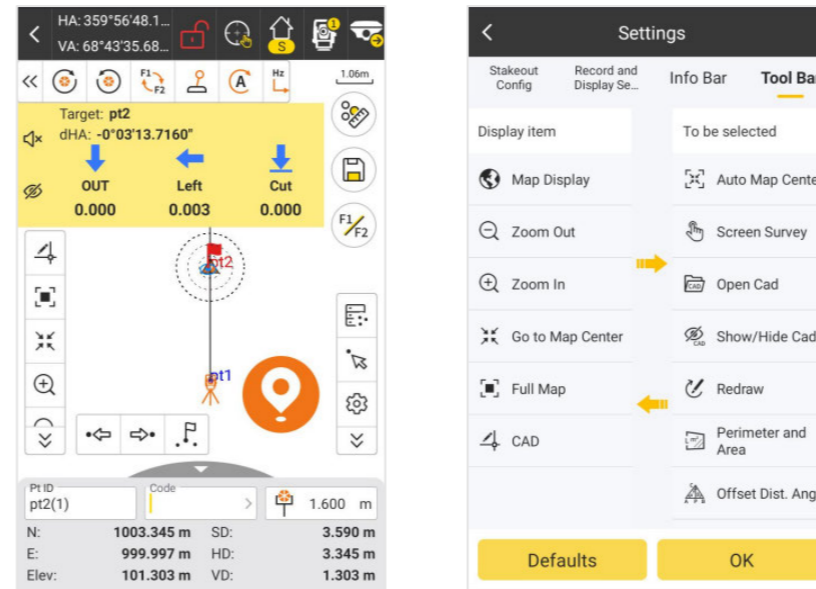 HA: 359°56'48.1...
VA: 68°43'35.68...
S
1
F1
F2
A
Hz
1.06m
Target: pt2
dHA: -0°03'13.7160"
OUT
Left
Cut
0.000
0.003
0.000
F1
F2
pt2
pt1
Pt ID
pt2(1)
Code
1.600 m
N: 1003.345 m SD: 3.590 m
E: 999.997 m HD: 3.345 m
Elev: 101.303 m VD: 1.303 m
Settings
Stakeout
Config
Record and
Display Se...
Info Bar
Tool Bar
Display item
To be selected
Map Display
Auto Map Cente
Zoom Out
Screen Survey
Zoom In
CAD
Open Cad
Go to Map Center
CAD
Show/Hide Cad
Full Map
Redraw
CAD
Perimeter and
Area
Offset Dist. Ang
Defaults
OK